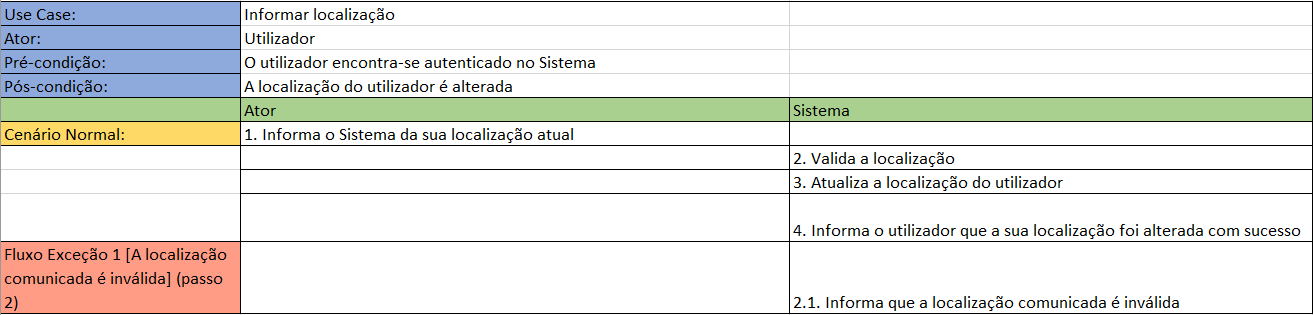 Use Case: Informar localização
Ator: Utilizador
Pré-condição: O utilizador encontra-se autenticado no Sistema
Pós-condição: A localização do utilizador é alterada
Ator Sistema
Cenário Normal: 1. Informa o Sistema da sua localização atual
2. Valida a localização
3. Atualiza a localização do utilizador
4. Informa o utilizador que a sua localização foi alterada com sucesso
Fluxo Exceção 1 [A localização
comunicada é inválida] (passo
2)
2.1. Informa que a localização comunicada é inválida